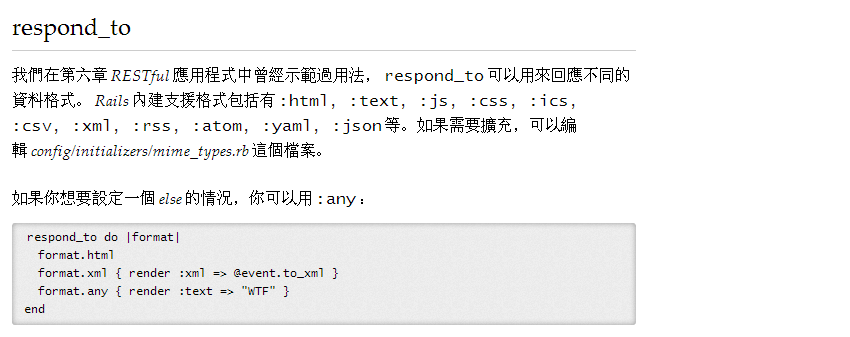 respond_to
我們在第六章 RESTful 應用程式中曾經示範過用法， respond_to 可以用來回應不同的
資料格式。 Rails 內建支援格式包括有 :html, :text, :js, :css, :ics,
:csv, :xml, :rss, :atom, :yaml, :json 等。如果需要擴充，可以編
輯 config/initializers/mime_types.rb 這個檔案。
如果你想要設定一個 else 的情況，你可以用 :any：
respond_to do |format|
  format.html
  format.xml { render :xml => @event.to_xml }
  format.any { render :text => "WTF" }
end